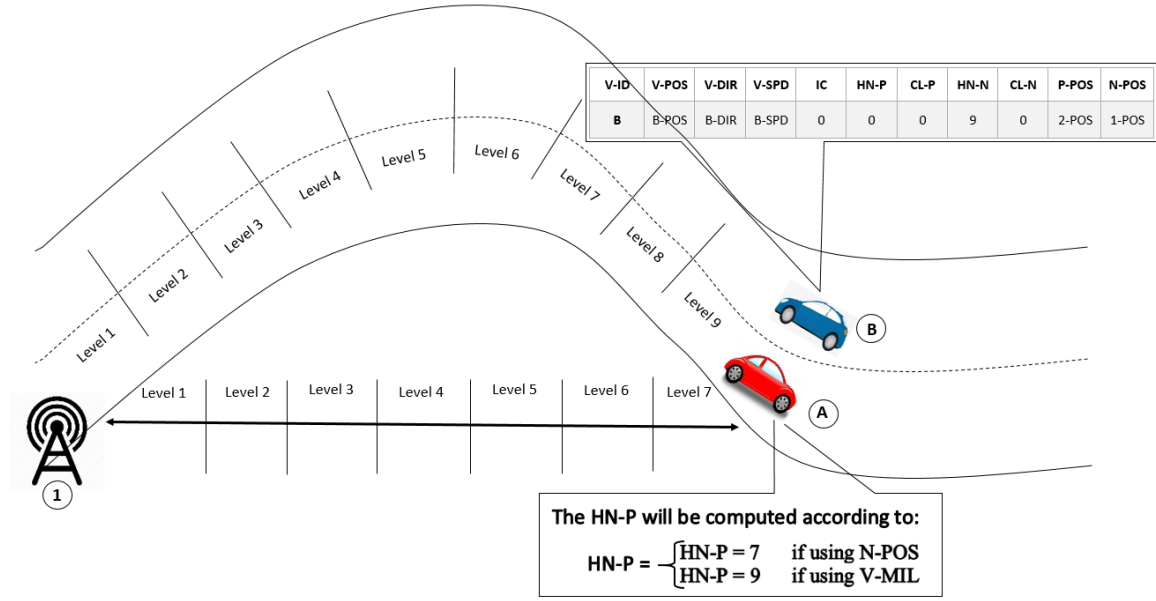 V-ID V-POS V-DIR V-SPD IC HN-P CL-P HN-N CL-N P-POS N-POS
B B-POS B-DIR B-SPD 0 0 0 9 0 2-POS 1-POS
Level 1
Level 2
Level 3
Level 4
Level 5
Level 6
Level 7
Level 8
Level 9
B
A
Level 1 Level 2 Level 3 Level 4 Level 5 Level 6 Level 7
1
The HN-P will be computed according to:
HN-P = { HN-P = 7 if using N-POS
HN-P = 9 if using V-MIL